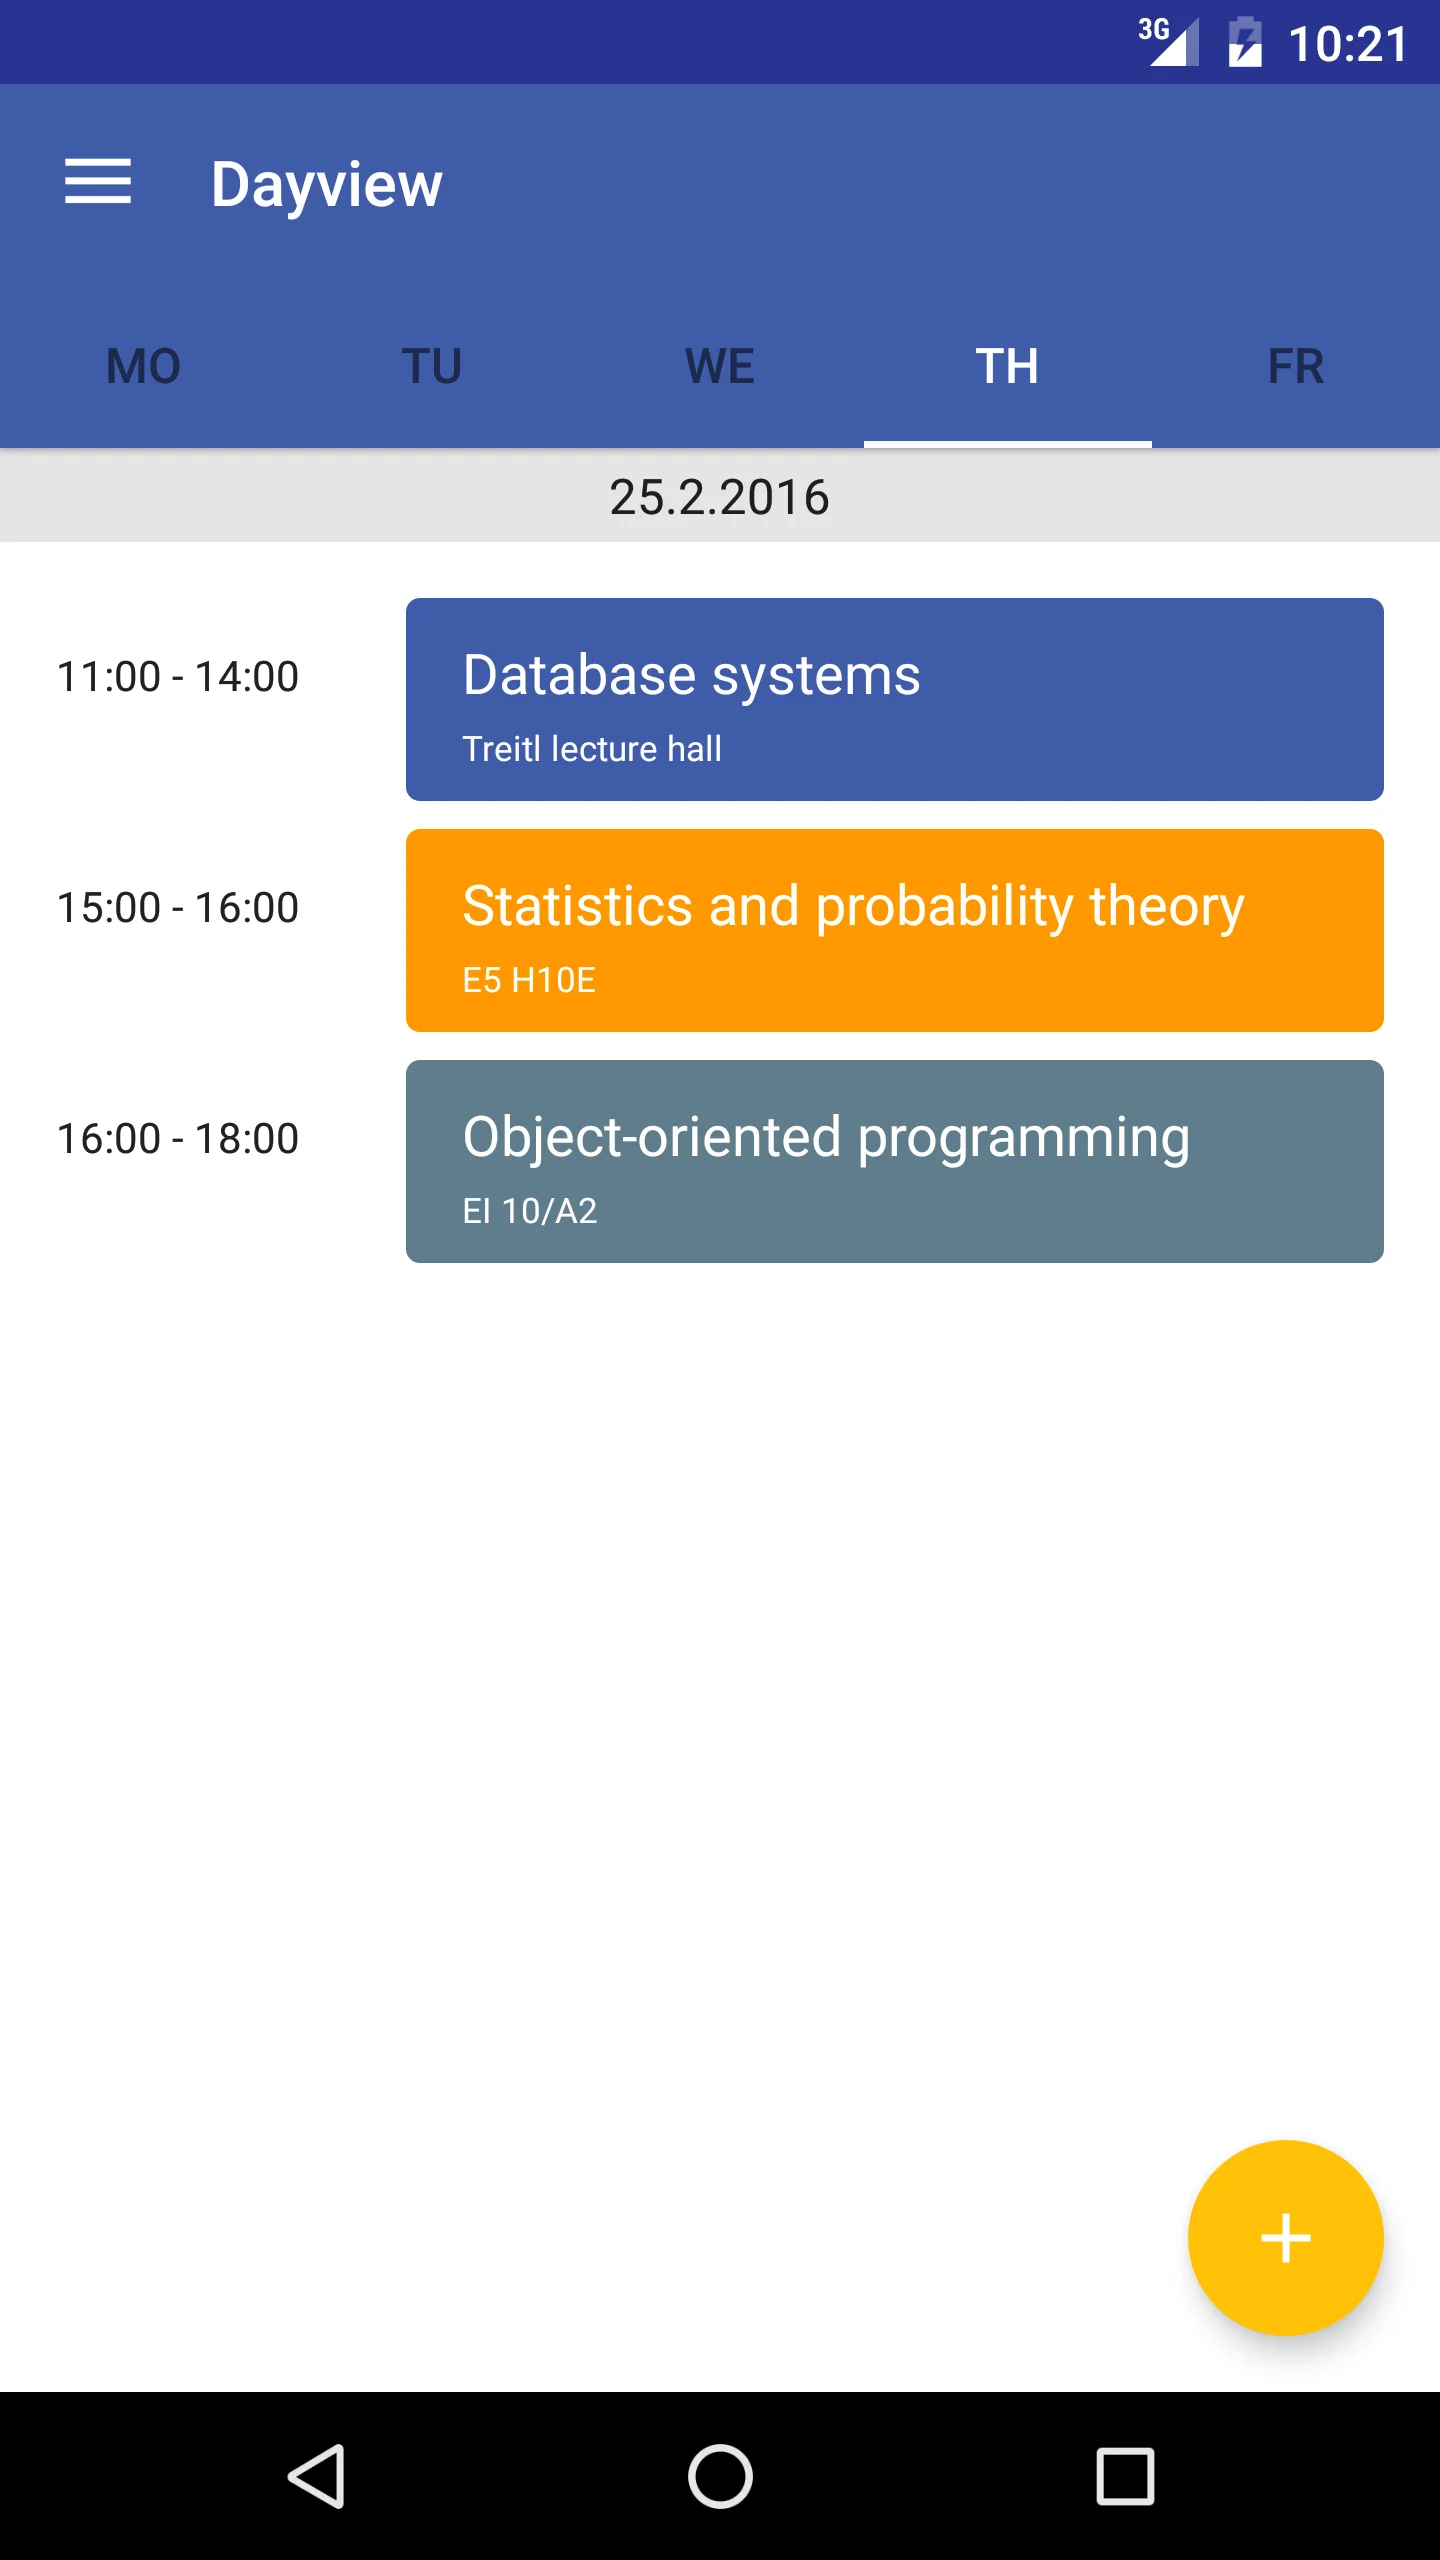 3G 10:21
Dayview
MO TU WE TH FR
25.2.2016
11:00 - 14:00 Database systems
Treitl lecture hall
15:00 - 16:00 Statistics and probability theory
E5 H10E
16:00 - 18:00 Object-oriented programming
EI 10/A2